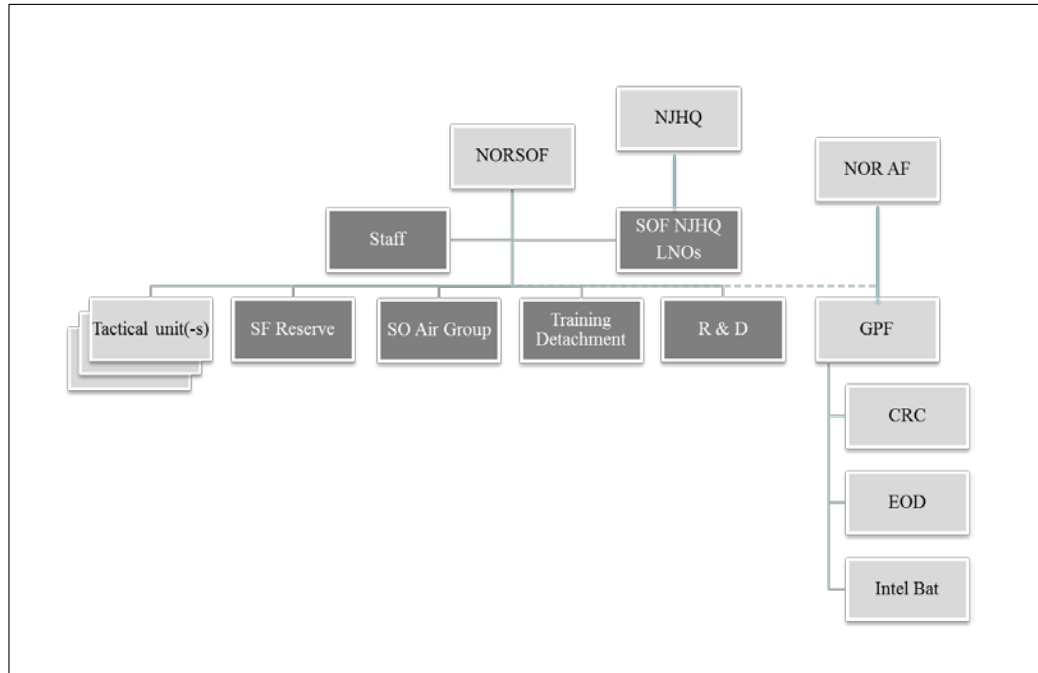 NJHQ
NORSOF
NOR AF
Staff
SOF NJHQ
LNOs
Tactical unit(-s)
SF Reserve
SO Air Group
Training
Detachment
R & D
GPF
CRC
EOD
Intel Bat